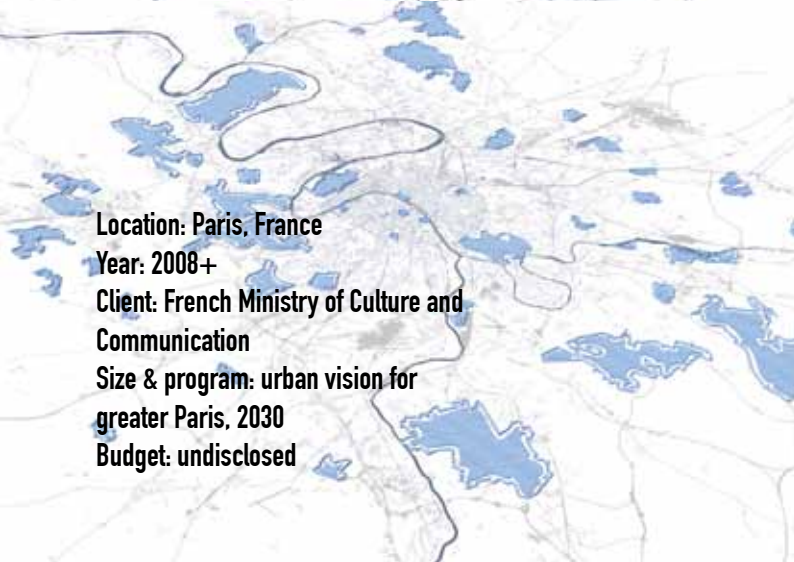 Location: Paris, France
Year: 2008+
Client: French Ministry of Culture and
Communication
Size & program: urban vision for
greater Paris, 2030
Budget: undisclosed